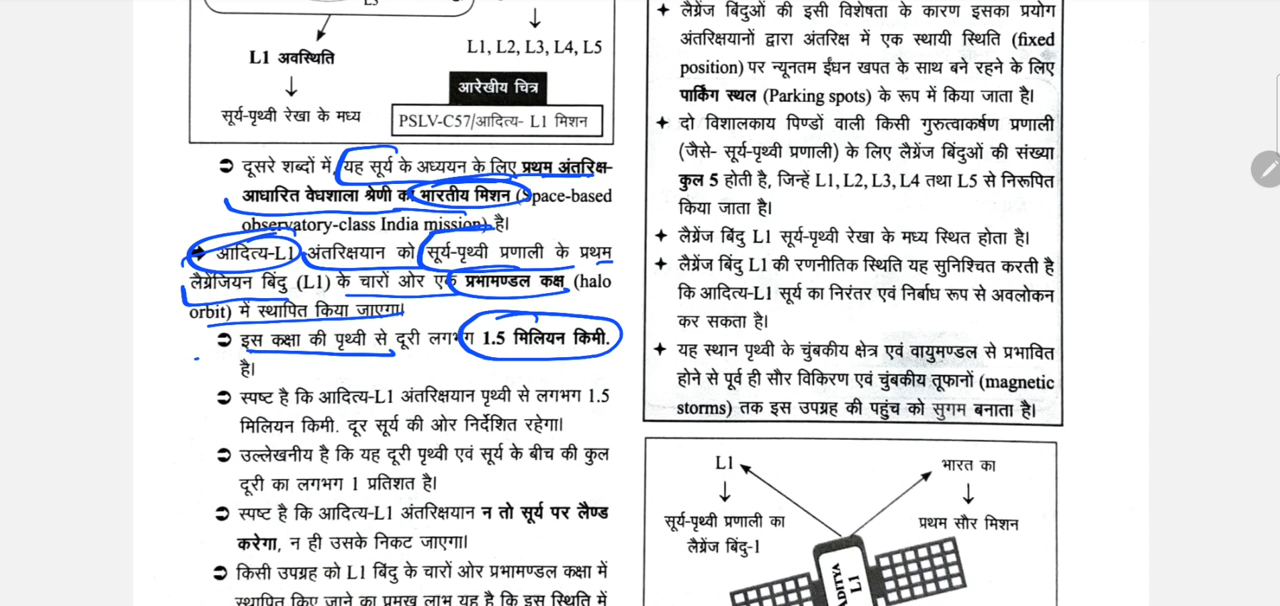 L1 अवस्थिति
सूर्य-पृथ्वी रेखा के मध्य
L1, L2, L3, L4, L5
आरेखीय चित्र
PSLV-C57/आदित्य- L1 मिशन
दूसरे शब्दों में, यह सूर्य के अध्ययन के लिए प्रथम अंतरिक्ष-
आधारित वेधशाला श्रेणी का भारतीय मिशन (Space-based
observatory-class India mission) है।
आदित्य-L1 अंतरिक्षयान को सूर्य-पृथ्वी प्रणाली के प्रथम
लैग्रेंजियन बिंदु (L1) के चारों ओर एक प्रभामण्डल कक्ष (halo
orbit) में स्थापित किया जाएगा।
इस कक्षा की पृथ्वी से दूरी लगभग 1.5 मिलियन किमी.
है।
स्पष्ट है कि आदित्य-L1 अंतरिक्षयान पृथ्वी से लगभग 1.5
मिलियन किमी. दूर सूर्य की ओर निर्देशित रहेगा।
उल्लेखनीय है कि यह दूरी पृथ्वी एवं सूर्य के बीच की कुल
दूरी का लगभग 1 प्रतिशत है।
स्पष्ट है कि आदित्य-L1 अंतरिक्षयान न तो सूर्य पर लैण्ड
करेगा, न ही उसके निकट जाएगा।
किसी उपग्रह को L1 बिंदु के चारों ओर प्रभामण्डल कक्षा में
स्थापित किए जाने का प्रमुख लाभ यह है कि इस स्थिति में
लैग्रेंज बिंदुओं की इसी विशेषता के कारण इसका प्रयोग
अंतरिक्षयानों द्वारा अंतरिक्ष में एक स्थायी स्थिति (fixed
position) पर न्यूनतम ईंधन खपत के साथ बने रहने के लिए
पार्किंग स्थल (Parking spots) के रूप में किया जाता है।
दो विशालकाय पिण्डों वाली किसी गुरुत्वाकर्षण प्रणाली
(जैसे- सूर्य-पृथ्वी प्रणाली) के लिए लैग्रेंज बिंदुओं की संख्या
कुल 5 होती है, जिन्हें L1, L2, L3, L4 तथा L5 से निरूपित
किया जाता है।
लैग्रेंज बिंदु L1 सूर्य-पृथ्वी रेखा के मध्य स्थित होता है।
लैग्रेंज बिंदु L1 की रणनीतिक स्थिति यह सुनिश्चित करती है
कि आदित्य-L1 सूर्य का निरंतर एवं निर्बाध रूप से अवलोकन
कर सकता है।
यह स्थान पृथ्वी के चुंबकीय क्षेत्र एवं वायुमण्डल से प्रभावित
होने से पूर्व ही सौर विकिरण एवं चुंबकीय तूफानों (magnetic
storms) तक इस उपग्रह की पहुंच को सुगम बनाता है।
L1
सूर्य-पृथ्वी प्रणाली का
लैग्रेंज बिंदु-1
भारत का
प्रथम सौर मिशन
ADITYA
L1